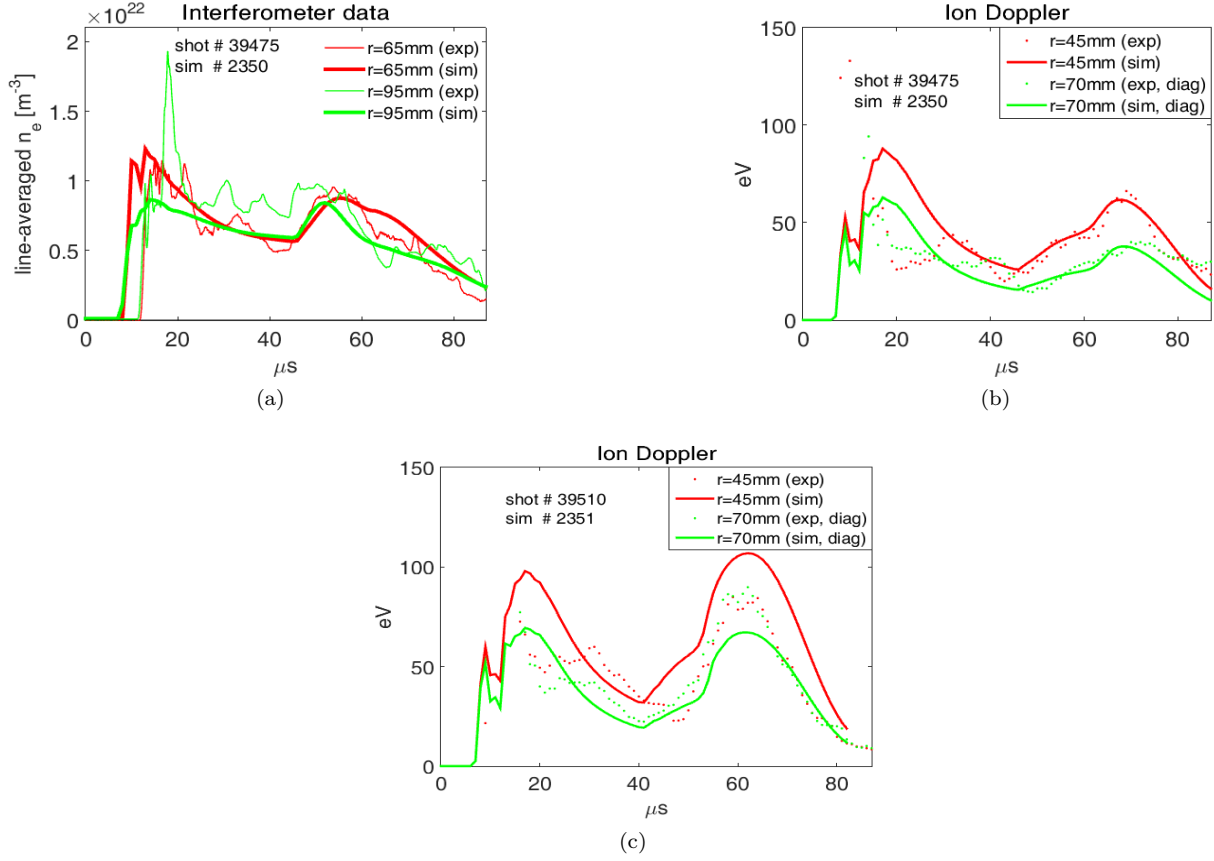 Interferometer data
×10^22
shot # 39475
sim # 2350
r=65mm (exp)
r=65mm (sim)
r=95mm (exp)
r=95mm (sim)
line-averaged n_e [m^-3]
2
1.5
1
0.5
0
0 20 40 60 80
μs
(a)
Ion Doppler
r=45mm (exp)
r=45mm (sim)
r=70mm (exp, diag)
r=70mm (sim, diag)
shot # 39475
sim # 2350
eV
150
100
50
0
0 20 40 60 80
μs
(b)
Ion Doppler
r=45mm (exp)
r=45mm (sim)
r=70mm (exp, diag)
r=70mm (sim, diag)
shot # 39510
sim # 2351
eV
150
100
50
0
0 20 40 60 80
μs
(c)